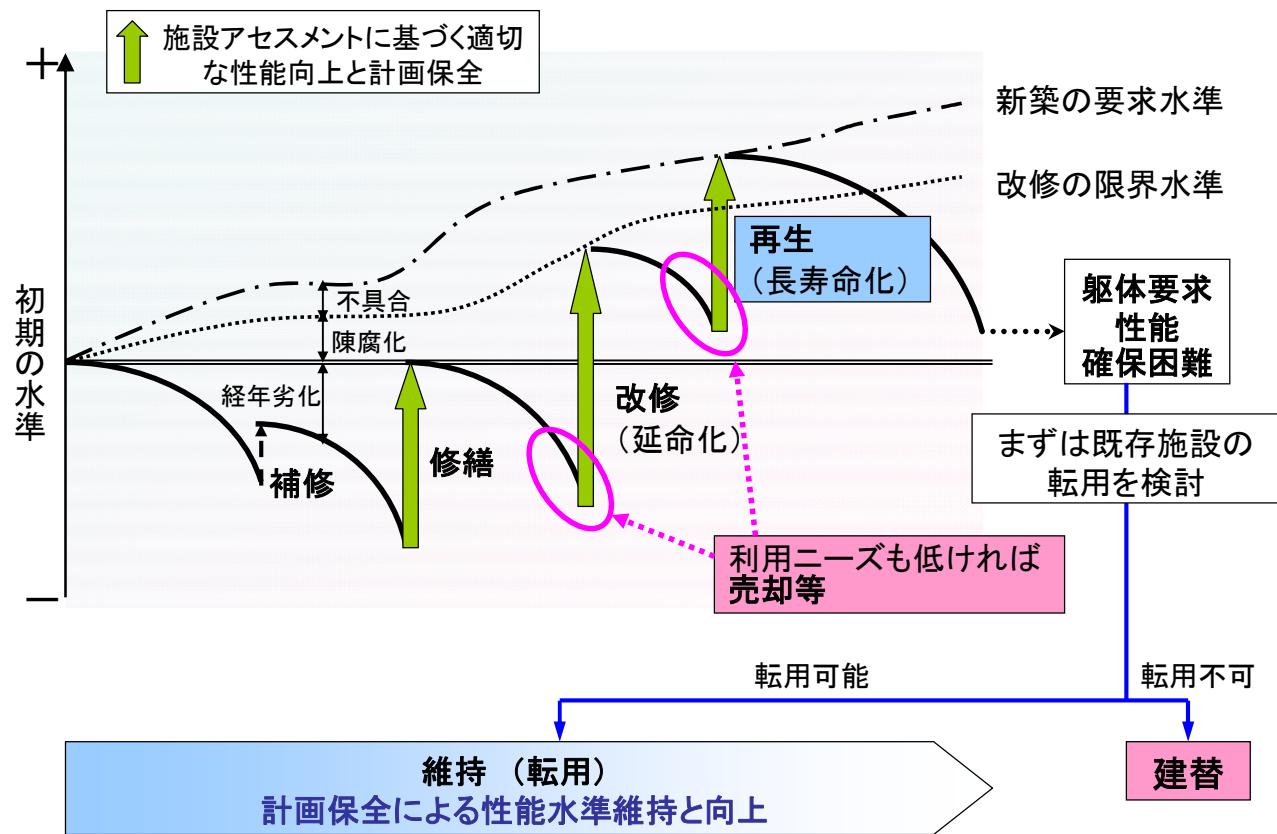 施設アセスメントに基づく適切
な性能向上と計画保全
＋
新築の要求水準
改修の限界水準
再生
（長寿命化）
不具合
陳腐化
初期の水準
経年劣化
躯体要求
性能
確保困難
改修
（延命化）
補修
修繕
まずは既存施設の
転用を検討
利用ニーズも低ければ
売却等
－
転用可能
転用不可
維持 （転用）
計画保全による性能水準維持と向上
建替